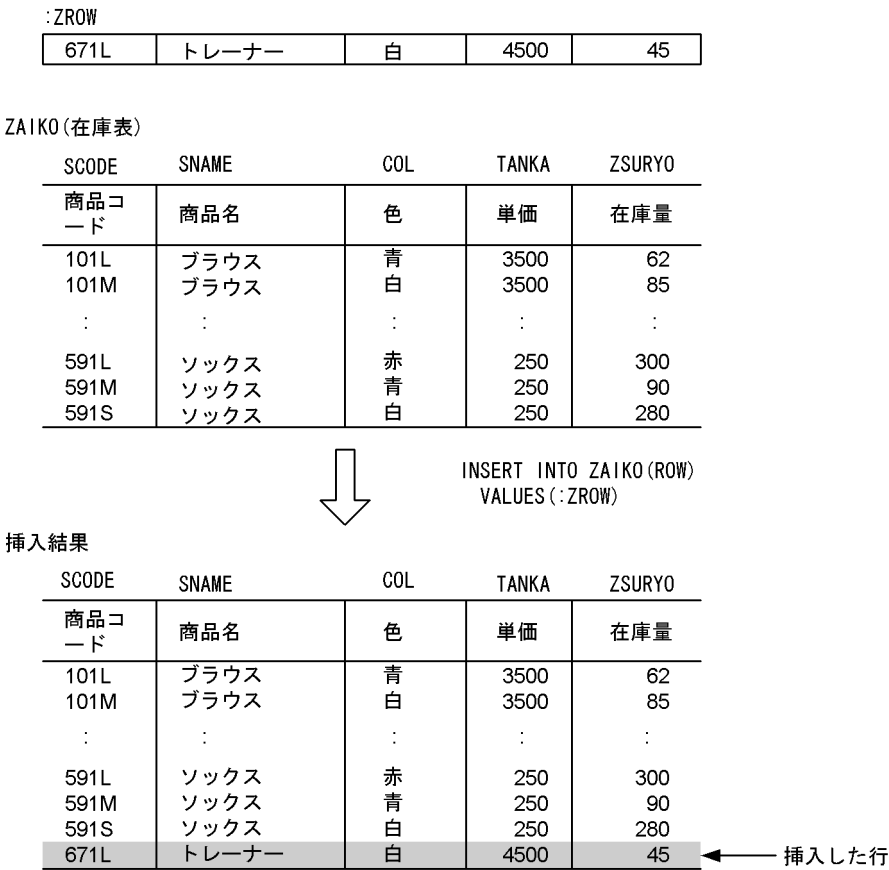 :ZROW
671L トレーナー 白 4500 45
ZAIKO(在庫表)
SCODE SNAME COL TANKA ZSURYO
商品コ
ード 商品名 色 単価 在庫量
101L ブラウス 青 3500 62
101M ブラウス 白 3500 85
: : : : :
591L ソックス 赤 250 300
591M ソックス 青 250 90
591S ソックス 白 250 280
INSERT INTO ZAIKO(ROW)
VALUES(:ZROW)
挿入結果
SCODE SNAME COL TANKA ZSURYO
商品コ
ード 商品名 色 単価 在庫量
101L ブラウス 青 3500 62
101M ブラウス 白 3500 85
: : : : :
591L ソックス 赤 250 300
591M ソックス 青 250 90
591S ソックス 白 250 280
671L トレーナー 白 4500 45 挿入した行